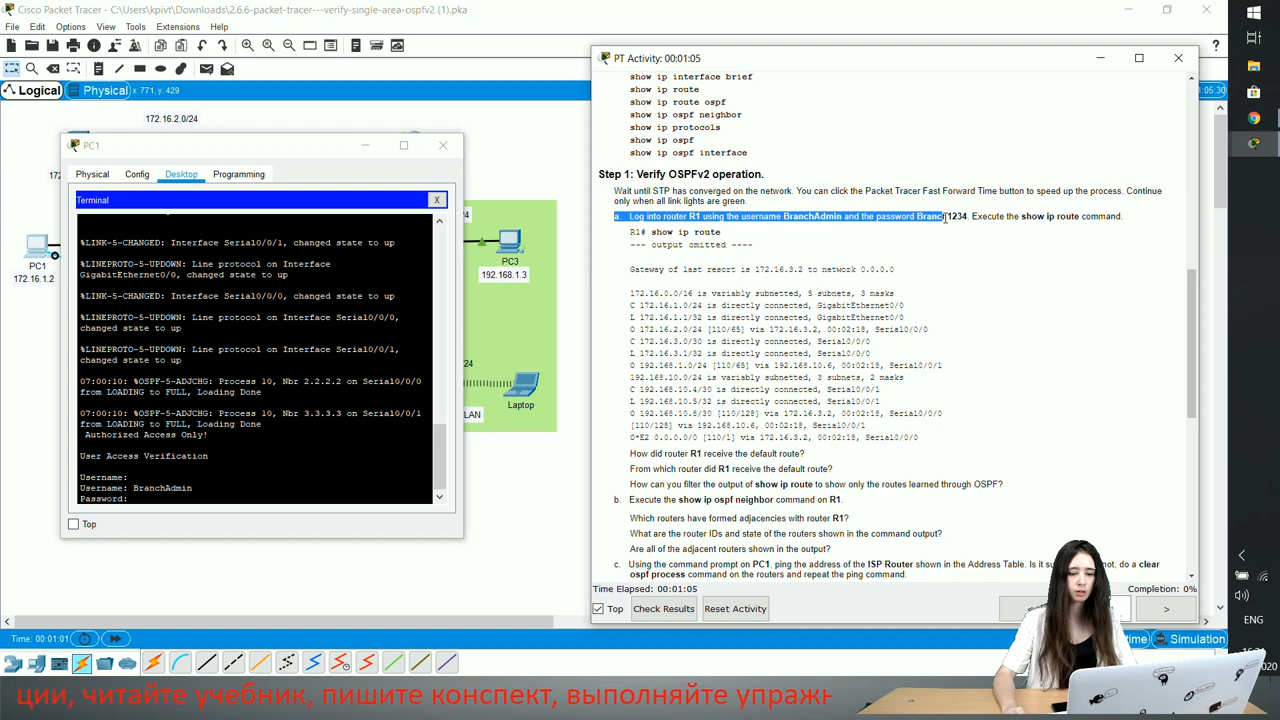 Cisco Packet Tracer - C:\Users\kpivt\Downloads\2.6.6-packet-tracer---verify-single-area-ospfv2 (1).pka
File Edit Options View Tools Extensions Help
Logical Physical x: 771, y: 429
172.16.2.0/24
PC1
Physical Config Desktop Programming
Terminal X
%LINK-5-CHANGED: Interface Serial0/0/1, changed state to up
%LINEPROTO-5-UPDOWN: Line protocol on Interface
GigabitEthernet0/0, changed state to up
%LINK-5-CHANGED: Interface Serial0/0/0, changed state to up
%LINEPROTO-5-UPDOWN: Line protocol on Interface Serial0/0/0,
changed state to up
%LINEPROTO-5-UPDOWN: Line protocol on Interface Serial0/0/1,
changed state to up
07:00:10: %OSPF-5-ADJCHG: Process 10, Nbr 2.2.2.2 on Serial0/0/0
from LOADING to FULL, Loading Done
07:00:10: %OSPF-5-ADJCHG: Process 10, Nbr 3.3.3.3 on Serial0/0/1
from LOADING to FULL, Loading Done
Authorized Access Only!
User Access Verification
Username:
Username: BranchAdmin
Password:
Top
PC1
172.16.1.2
PC3
192.168.1.3
Laptop
LAN
PT Activity: 00:01:05
show ip interface brief
show ip route
show ip route ospf
show ip ospf neighbor
show ip protocols
show ip ospf
show ip ospf interface
Step 1: Verify OSPFv2 operation.
Wait until STP has converged on the network. You can click the Packet Tracer Fast Forward Time button to speed up the process. Continue
only when all link lights are green.
a. Log into router R1 using the username BranchAdmin and the password Branch1234. Execute the show ip route command.
R1# show ip route
--- output omitted ----
Gateway of last resort is 172.16.3.2 to network 0.0.0.0
172.16.0.0/16 is variably subnetted, 5 subnets, 3 masks
C 172.16.1.0/24 is directly connected, GigabitEthernet0/0
L 172.16.1.1/32 is directly connected, GigabitEthernet0/0
O 172.16.2.0/24 [110/65] via 172.16.3.2, 00:02:18, Serial0/0/0
C 172.16.3.0/30 is directly connected, Serial0/0/0
L 172.16.3.1/32 is directly connected, Serial0/0/0
O 192.168.1.0/24 [110/65] via 192.168.10.6, 00:02:18, Serial0/0/1
192.168.10.0/24 is variably subnetted, 3 subnets, 2 masks
C 192.168.10.4/30 is directly connected, Serial0/0/1
L 192.168.10.5/32 is directly connected, Serial0/0/1
O 192.168.10.8/30 [110/128] via 172.16.3.2, 00:02:18, Serial0/0/0
[110/128] via 192.168.10.6, 00:02:18, Serial0/0/1
O*E2 0.0.0.0/0 [110/1] via 172.16.3.2, 00:02:18, Serial0/0/0
How did router R1 receive the default route?
From which router did R1 receive the default route?
How can you filter the output of show ip route to show only the routes learned through OSPF?
b. Execute the show ip ospf neighbor command on R1.
Which routers have formed adjacencies with router R1?
What are the router IDs and state of the routers shown in the command output?
Are all of the adjacent routers shown in the output?
c. Using the command prompt on PC1, ping the address of the ISP Router shown in the Address Table. Is it not, do a clear
ospf process command on the routers and repeat the ping command.
Time Elapsed: 00:01:05 Completion: 0%
Top Check Results Reset Activity >
Time: 00:01:01 Simulation
ENG
ции, читайте учебник, пишите конспект, выполняйте упраж